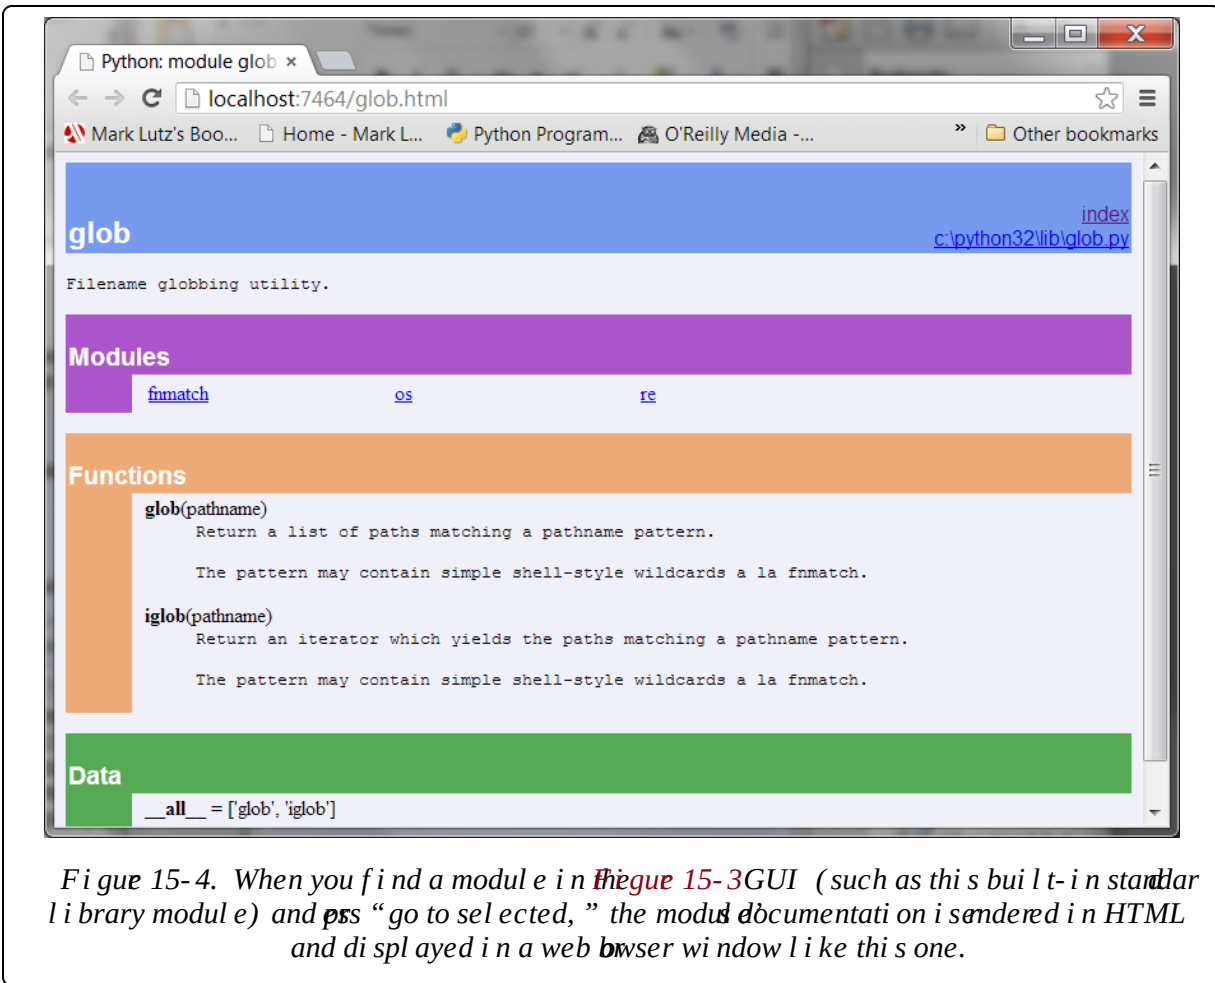 Python: module glob ×
localhost:7464/glob.html
Mark Lutz's Boo... Home - Mark L... Python Program... O'Reilly Media -... » Other bookmarks
index
glob
c:\python32\lib\glob.py
Filename globbing utility.
Modules
fnmatch os re
Functions
glob(pathname)
Return a list of paths matching a pathname pattern.
The pattern may contain simple shell-style wildcards a la fnmatch.
iglob(pathname)
Return an iterator which yields the paths matching a pathname pattern.
The pattern may contain simple shell-style wildcards a la fnmatch.
Data
__all__ = ['glob', 'iglob']
Figure 15-4. When you find a module in the Figure 15-3 GUI (such as this built-in standard
library module) and press “go to selected,” the module’s documentation is rendered in HTML
and displayed in a web browser window like this one.